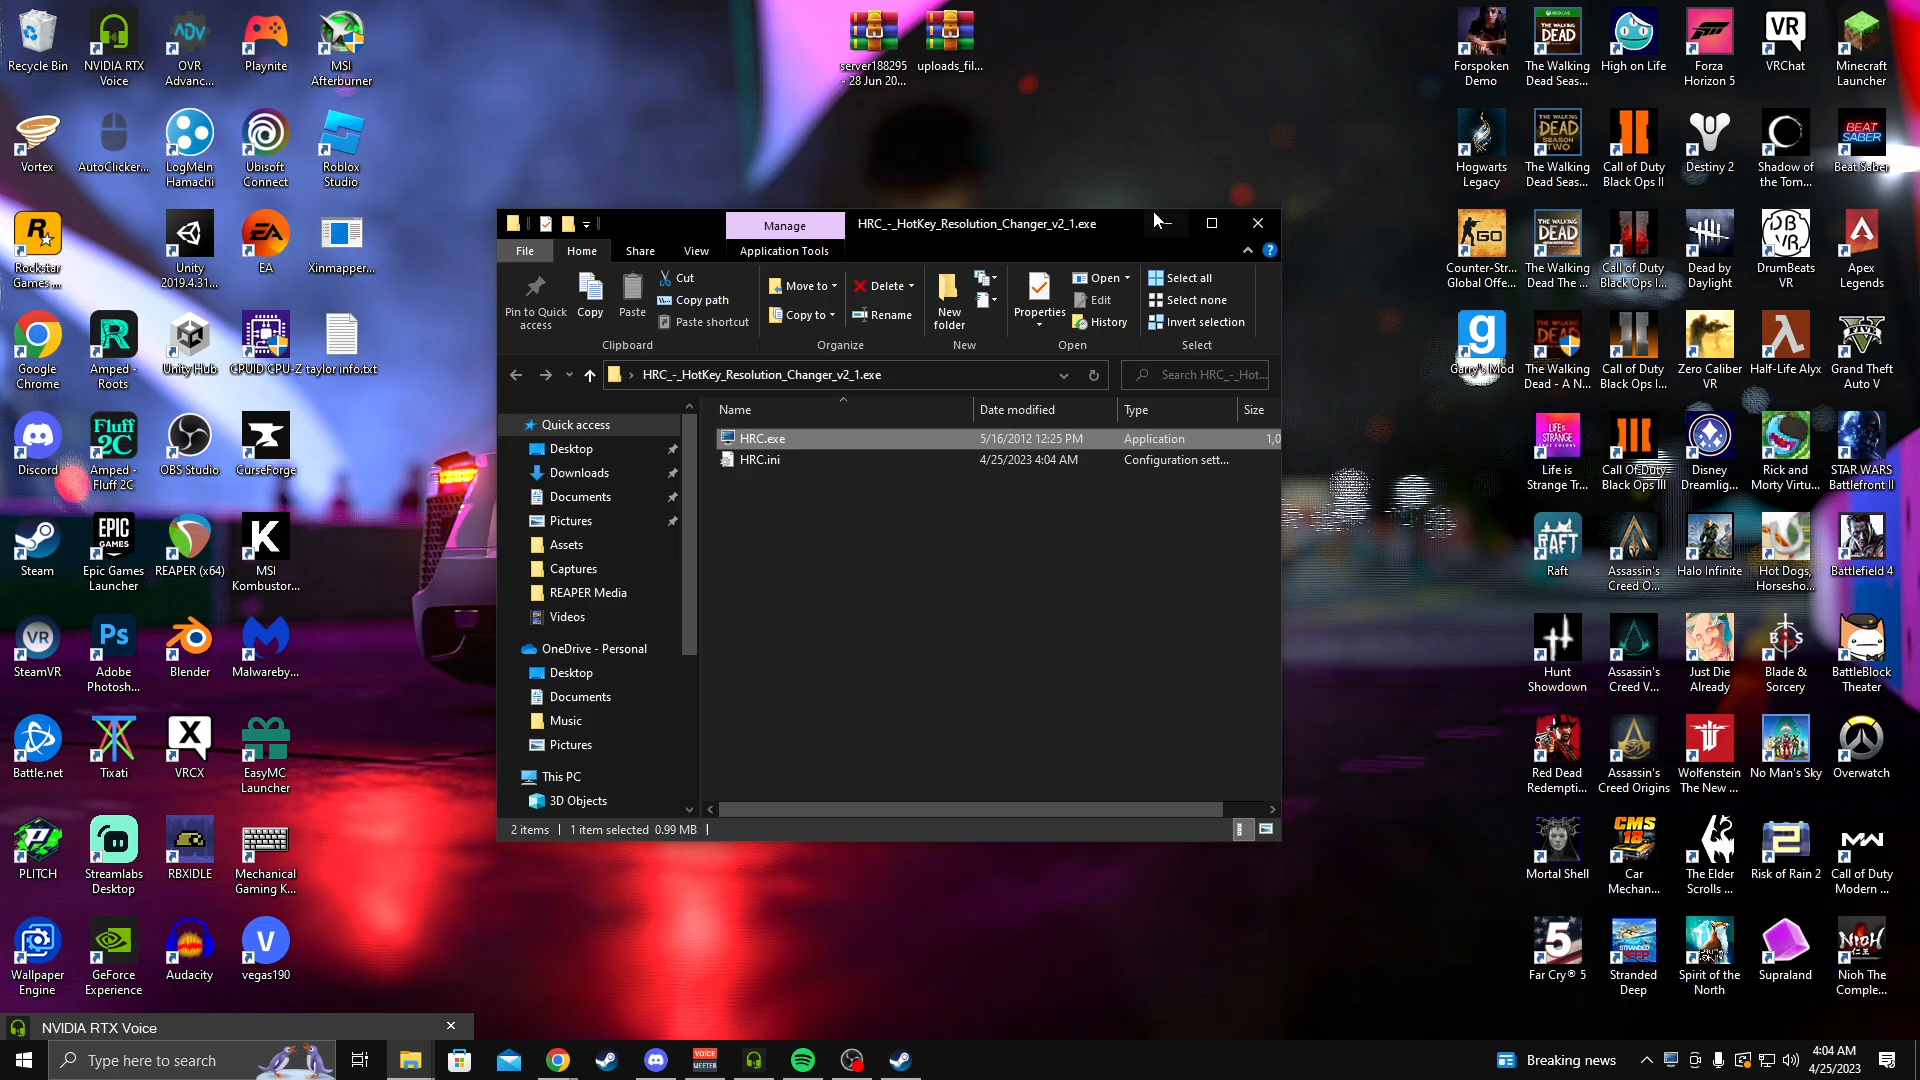 Recycle Bin
NVIDIA RTX
Voice
OVR
Advanc...
Playnite
MSI
Afterburner
Vortex
AutoClicker...
LogMeIn
Hamachi
Ubisoft
Connect
Roblox
Studio
Rockstar
Games ...
Unity
2019.4.31...
EA
Xinmapper...
Google
Chrome
Amped -
Roots
Unity Hub
CPUID CPU-Z
taylor info.txt
Discord
Amped -
Fluff 2C
OBS Studio
CurseForge
Steam
Epic Games
Launcher
REAPER (x64)
MSI
Kombustor...
SteamVR
Adobe
Photosh...
Blender
Malwareby...
Battle.net
Tixati
VRCX
EasyMC
Launcher
PLITCH
Streamlabs
Desktop
RBXIDLE
Mechanical
Gaming K...
Wallpaper
Engine
GeForce
Experience
Audacity
vegas190
server188295
- 28 Jun 20...
uploads_fil...
Manage
HRC_-_HotKey_Resolution_Changer_v2_1.exe
File
Home
Share
View
Application Tools
Pin to Quick
access
Copy
Paste
Cut
Copy path
Paste shortcut
Clipboard
Move to
Copy to
Delete
Rename
Organize
New
folder
New
Properties
Open
Edit
History
Open
Select all
Select none
Invert selection
Select
HRC_-_HotKey_Resolution_Changer_v2_1.exe
Search HRC_-_Hot...
Name
Date modified
Type
Size
HRC.exe
5/16/2012 12:25 PM
Application
1,0
HRC.ini
4/25/2023 4:04 AM
Configuration sett...
Quick access
Desktop
Downloads
Documents
Pictures
Assets
Captures
REAPER Media
Videos
OneDrive - Personal
Desktop
Documents
Music
Pictures
This PC
3D Objects
2 items
1 item selected 0.99 MB
Forspoken
Demo
The Walking
Dead Seas...
High on Life
Forza
Horizon 5
VRChat
Minecraft
Launcher
Hogwarts
Legacy
The Walking
Dead Seas...
Call of Duty
Black Ops II
Destiny 2
Shadow of
the Tom...
Beat Saber
Counter-Str...
Global Offe...
The Walking
Dead The ...
Call of Duty
Black Ops I...
Dead by
Daylight
DrumBeats
VR
Apex
Legends
Garry's Mod
The Walking
Dead - A N...
Call of Duty
Black Ops I...
Zero Caliber
VR
Half-Life Alyx
Grand Theft
Auto V
Life is
Strange Tr...
Call Of Duty
Black Ops III
Disney
Dreamlig...
Rick and
Morty Virtu...
STAR WARS
Battlefront II
Raft
Assassin's
Creed O...
Halo Infinite
Hot Dogs,
Horsesho...
Battlefield 4
Hunt
Showdown
Assassin's
Creed V...
Just Die
Already
Blade &
Sorcery
BattleBlock
Theater
Red Dead
Redempti...
Assassin's
Creed Origins
Wolfenstein
The New ...
No Man's Sky
Overwatch
Mortal Shell
Car
Mechan...
The Elder
Scrolls ...
Risk of Rain 2
Call of Duty
Modern ...
Far Cry® 5
Stranded
Deep
Spirit of the
North
Supraland
Nioh The
Comple...
NVIDIA RTX Voice
Type here to search
Breaking news
4:04 AM
4/25/2023